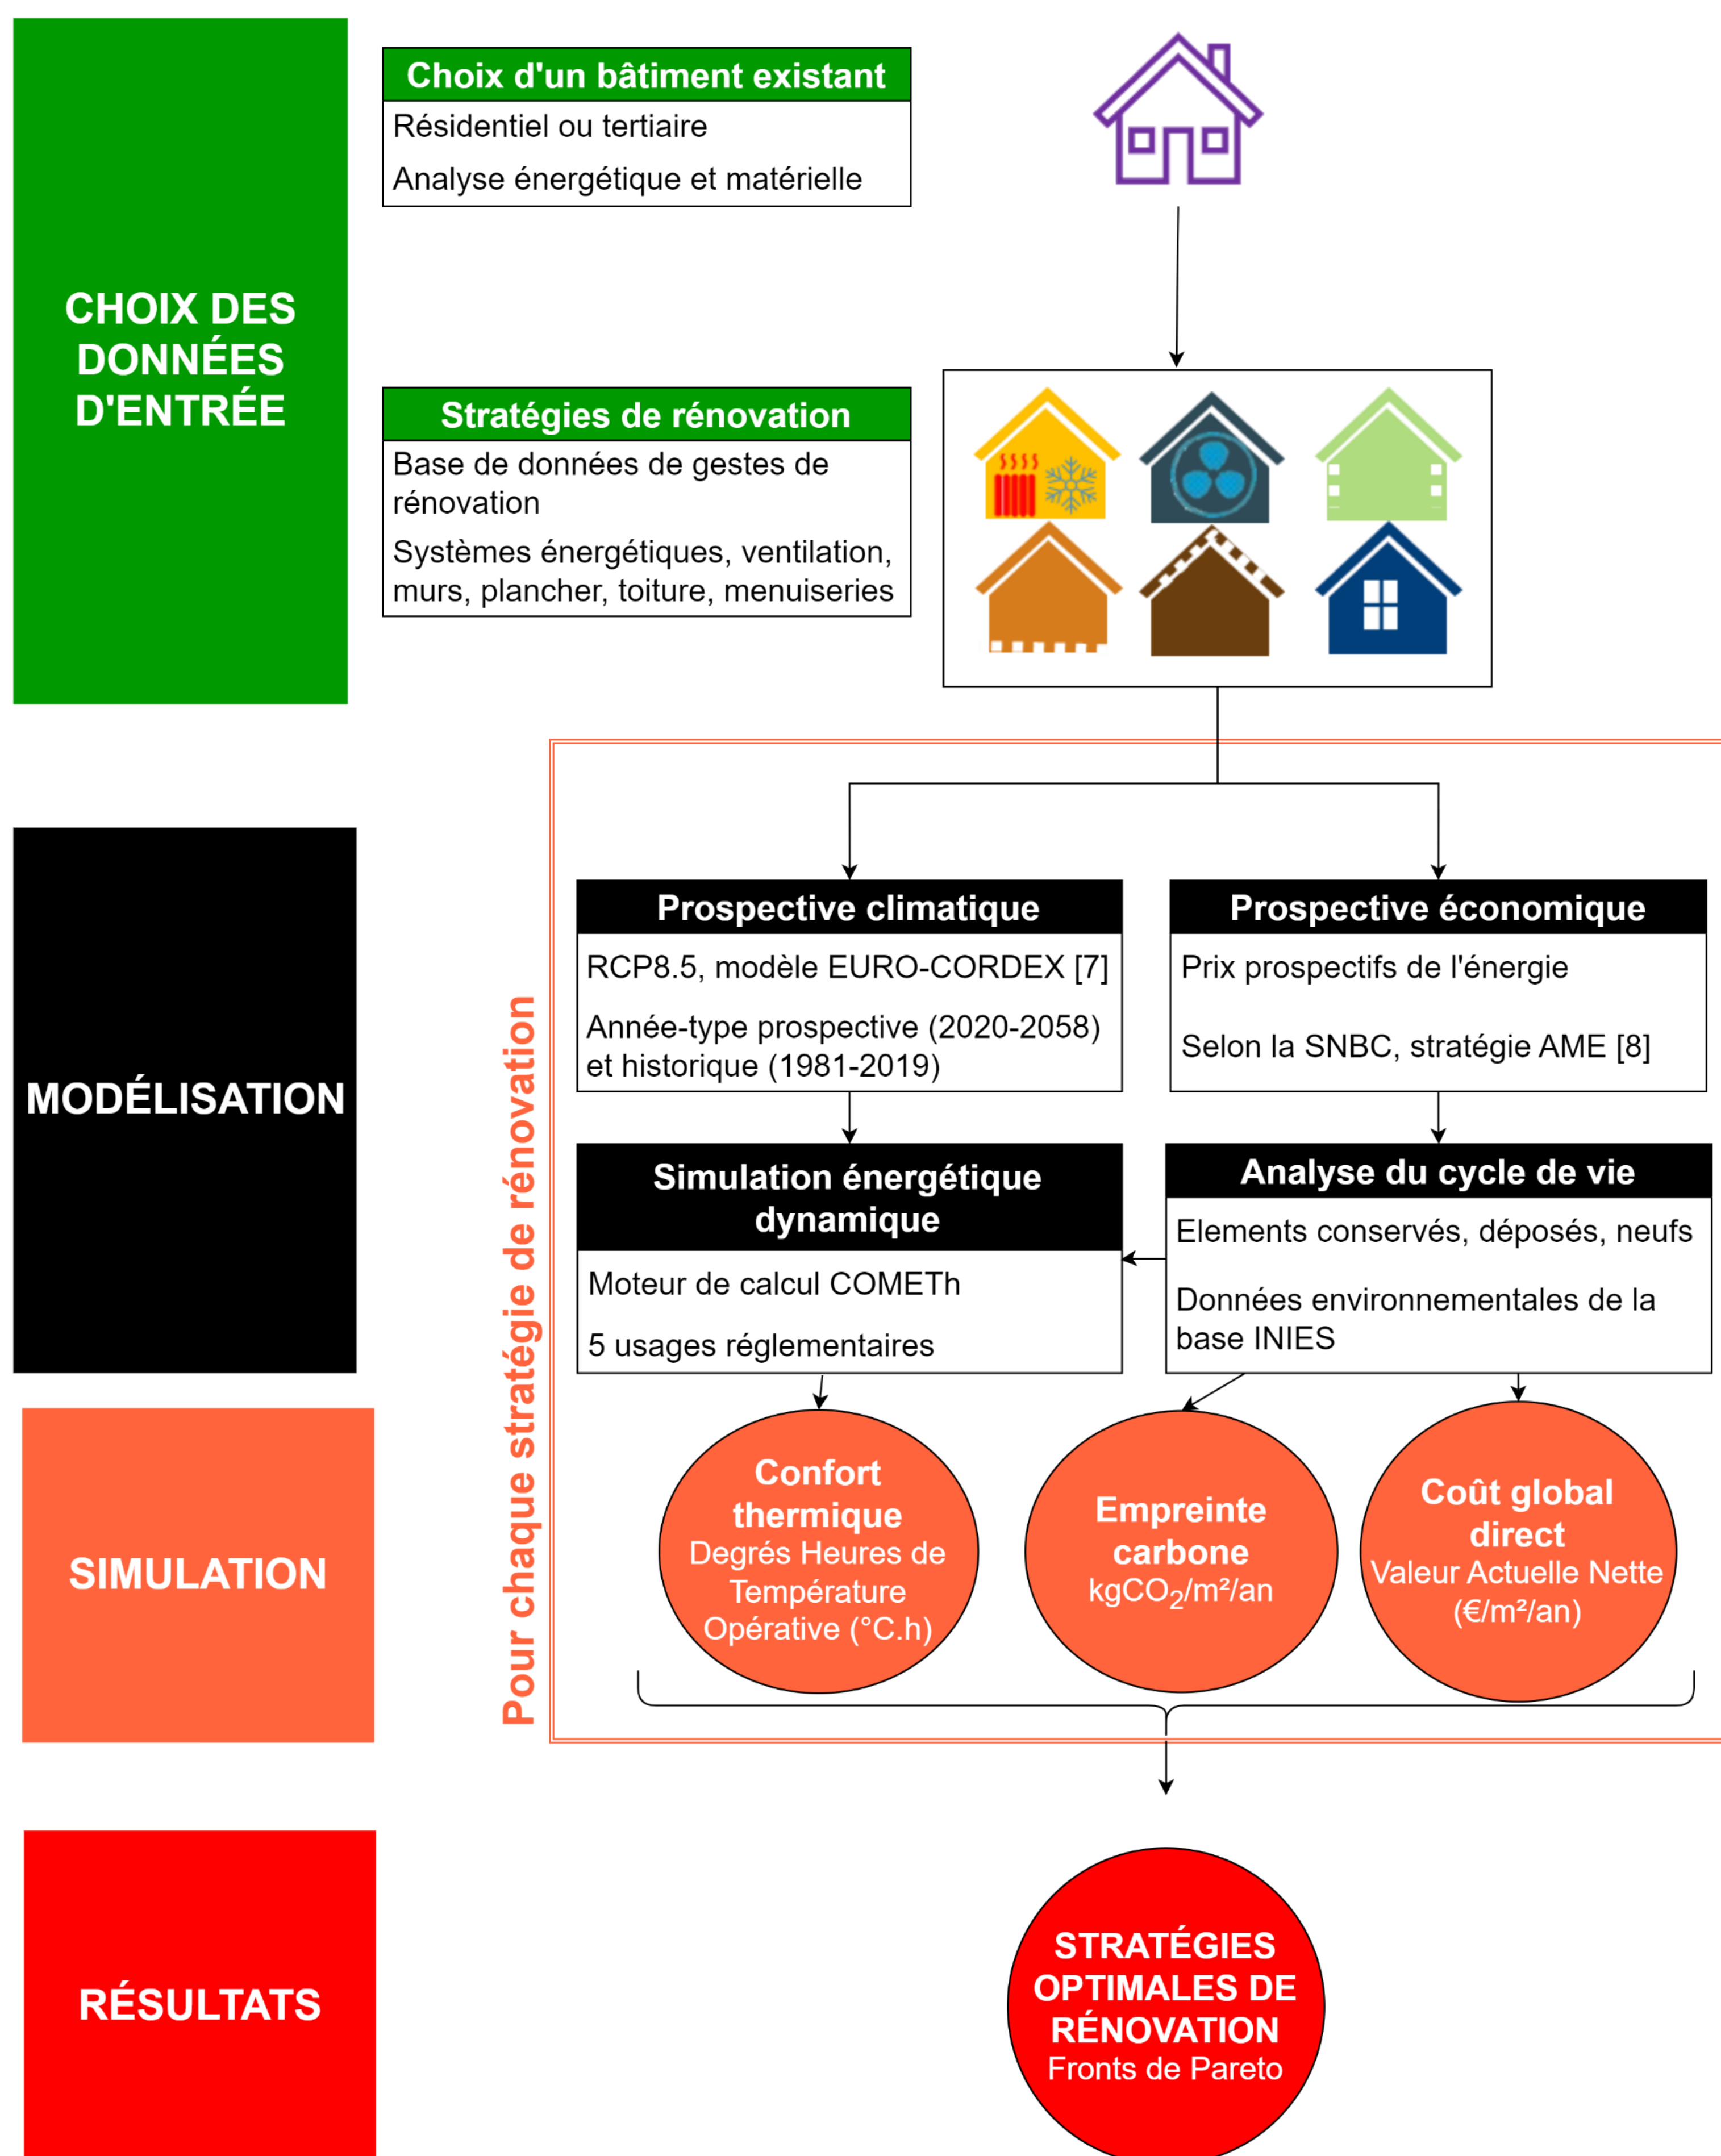 CHOIX DES
DONNÉES
D'ENTRÉE
Choix d'un bâtiment existant
Résidentiel ou tertiaire
Analyse énergétique et matérielle
Stratégies de rénovation
Base de données de gestes de
rénovation
Systèmes énergétiques, ventilation,
murs, plancher, toiture, menuiseries
MODÉLISATION
Pour chaque stratégie de rénovation
Prospective climatique
RCP8.5, modèle EURO-CORDEX [7]
Année-type prospective (2020-2058)
et historique (1981-2019)
Prospective économique
Prix prospectifs de l'énergie
Selon la SNBC, stratégie AME [8]
Simulation énergétique
dynamique
Moteur de calcul COMETh
5 usages réglementaires
Analyse du cycle de vie
Elements conservés, déposés, neufs
Données environnementales de la
base INIES
SIMULATION
Confort
thermique
Degrés Heures de
Température
Opérative (°C.h)
Empreinte
carbone
kgCO₂/m²/an
Coût global
direct
Valeur Actuelle Nette
(€/m²/an)
RÉSULTATS
STRATÉGIES
OPTIMALES DE
RÉNOVATION
Fronts de Pareto